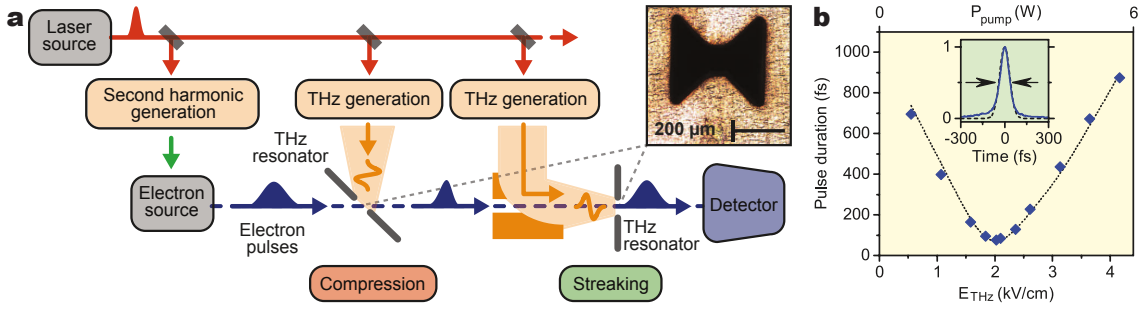 a
Laser
source
Second harmonic
generation
THz generation
THz generation
200 µm
THz
resonator
Electron
source
Electron
pulses
THz
resonator
Detector
Compression
Streaking
b
P_pump (W)
0
6
1000
800
600
400
200
0
Pulse duration (fs)
1
0
-300
0
300
Time (fs)
0
1
2
3
4
E_THz (kV/cm)